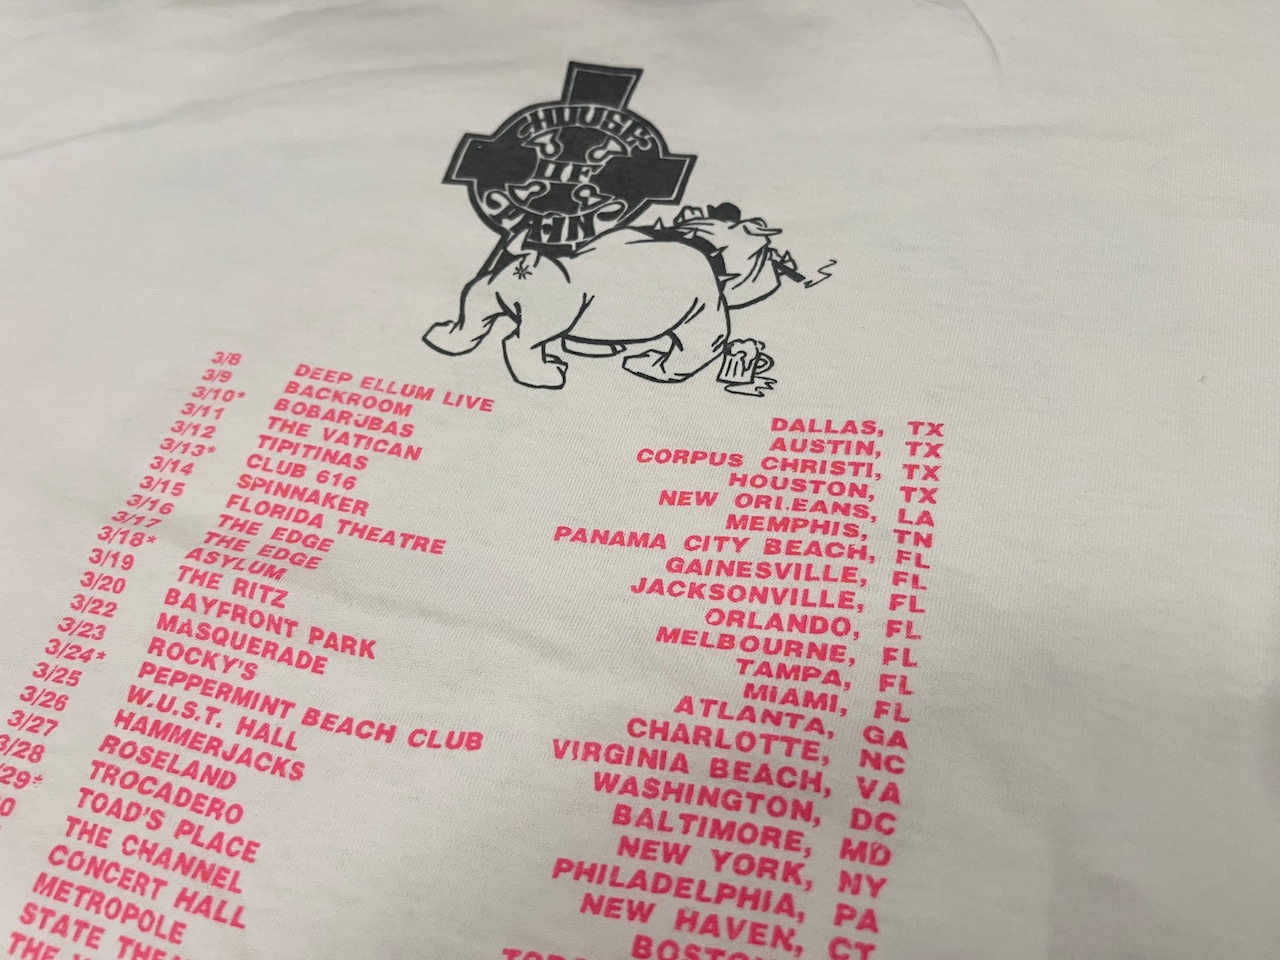 HOUSE
OF
PAIN
3/8 DEEP ELLUM LIVE DALLAS, TX
3/9 BACKROOM AUSTIN, TX
3/10* BOBARJBAS CORPUS CHRISTI, TX
3/11 THE VATICAN HOUSTON, TX
3/12 TIPITINAS NEW ORLEANS, LA
3/13* CLUB 616 MEMPHIS, TN
3/14 SPINNAKER PANAMA CITY BEACH, FL
3/15 FLORIDA THEATRE GAINESVILLE, FL
3/16 THE EDGE JACKSONVILLE, FL
3/17 THE EDGE ORLANDO, FL
3/18* ASYLUM MELBOURNE, FL
3/19 THE RITZ TAMPA, FL
3/20 BAYFRONT PARK MIAMI, FL
3/22 MASQUERADE ATLANTA, GA
3/23 ROCKY'S CHARLOTTE, NC
3/24* PEPPERMINT BEACH CLUB VIRGINIA BEACH, VA
3/25 W.U.S.T. HALL WASHINGTON, DC
3/26 HAMMERJACKS BALTIMORE, MD
3/27 ROSELAND NEW YORK, NY
3/28 TROCADERO PHILADELPHIA, PA
/29* TOAD'S PLACE NEW HAVEN, CT
THE CHANNEL BOSTON
CONCERT HALL
METROPOLE
STATE
THE